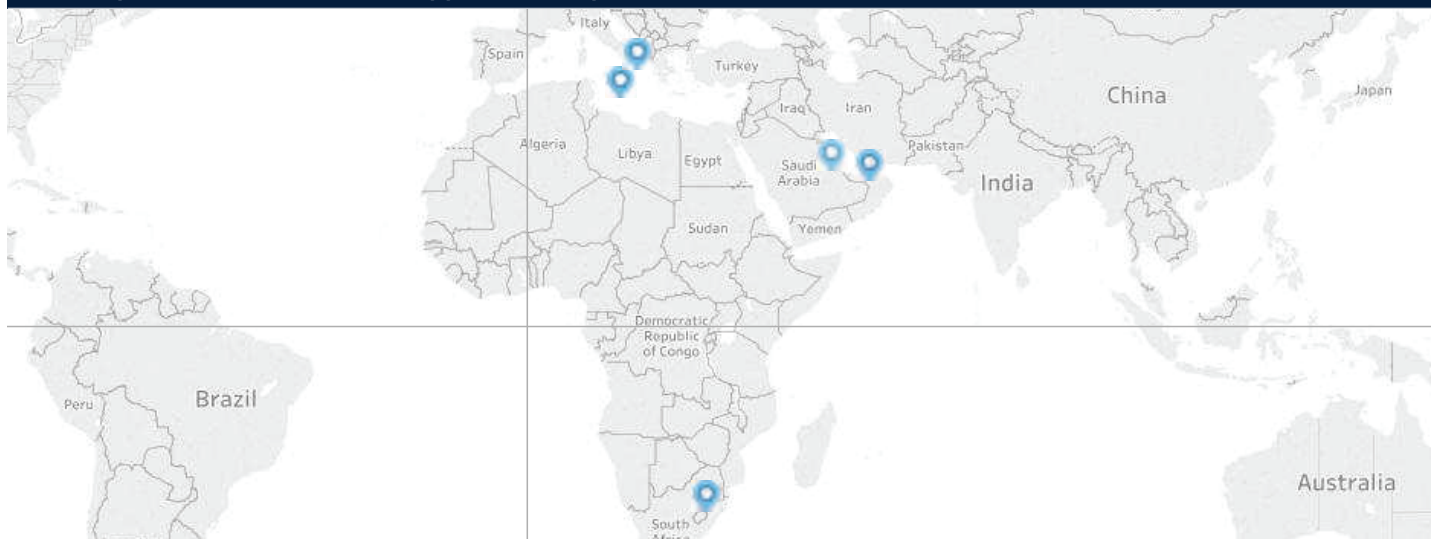 Italy
Spain
Turkey
China
Japan
Iraq
Iran
Algeria
Libya
Egypt
Pakistan
Saudi
Arabia
India
Sudan
Yemen
Democratic
Republic
of Congo
Peru
Brazil
Australia
South